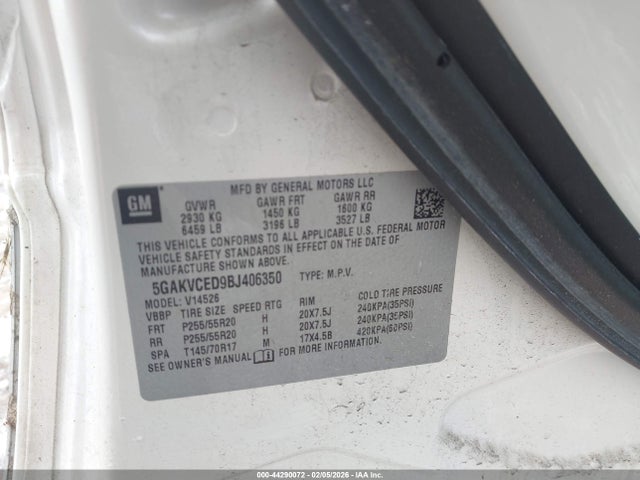 GM
MFD BY GENERAL MOTORS LLC
GVWR GAWR FRT GAWR RR
2930 KG 1450 KG 1600 KG
6459 LB 3196 LB 3527 LB
THIS VEHICLE CONFORMS TO ALL APPLICABLE U.S. FEDERAL MOTOR
VEHICLE SAFETY STANDARDS IN EFFECT ON THE DATE OF
MANUFACTURE SHOWN ABOVE.
5GAKVCED9BJ406350 TYPE: M.P.V.
MODEL: V14526
VBBP TIRE SIZE SPEED RTG RIM COLD TIRE PRESSURE
FRT P255/55R20 H 20X7.5J 240KPA(35PSI)
RR P255/55R20 H 20X7.5J 240KPA(35PSI)
SPA T145/70R17 M 17X4.5B 420KPA(60PSI)
SEE OWNER'S MANUAL FOR MORE INFORMATION.
000-44290072 - 02/05/2026 - IAAI.COM